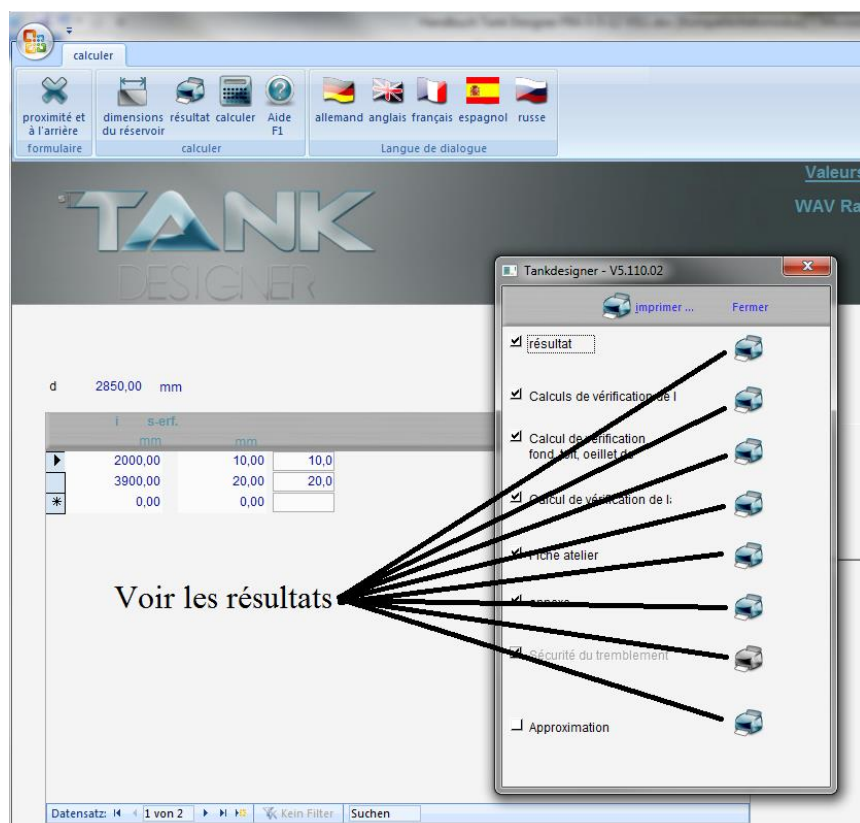 calculer
proximité et à l'arrière
dimensions du réservoir
résultat
calculer
Aide F1
allemand
anglais
français
espagnol
russe
formulaire
calculer
Langue de dialogue
Valeurs
WAV Ra
TANK
DESIGNER
Tankdesigner - V5.110.02
imprimer ...
Fermer
résultat
Calculs de vérification de l
Calcul de vérification
fond, toit, oeillet de
Calcul de vérification de la
Fiche atelier
annexe
Sécurité du tremblement
Approximation
d 2850,00 mm
i s-erf.
mm mm
2000,00 10,00 10,0
3900,00 20,00 20,0
0,00 0,00
Voir les résultats
Datensatz: 1 von 2 Kein Filter Suchen